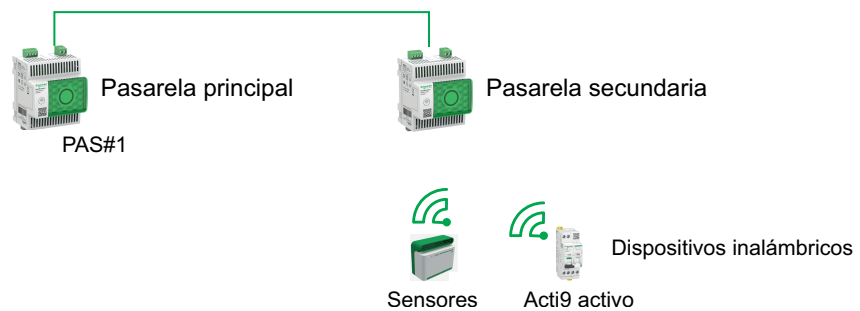 Pasarela principal
Pasarela secundaria
PAS#1
Dispositivos inalámbricos
Sensores
Acti9 activo